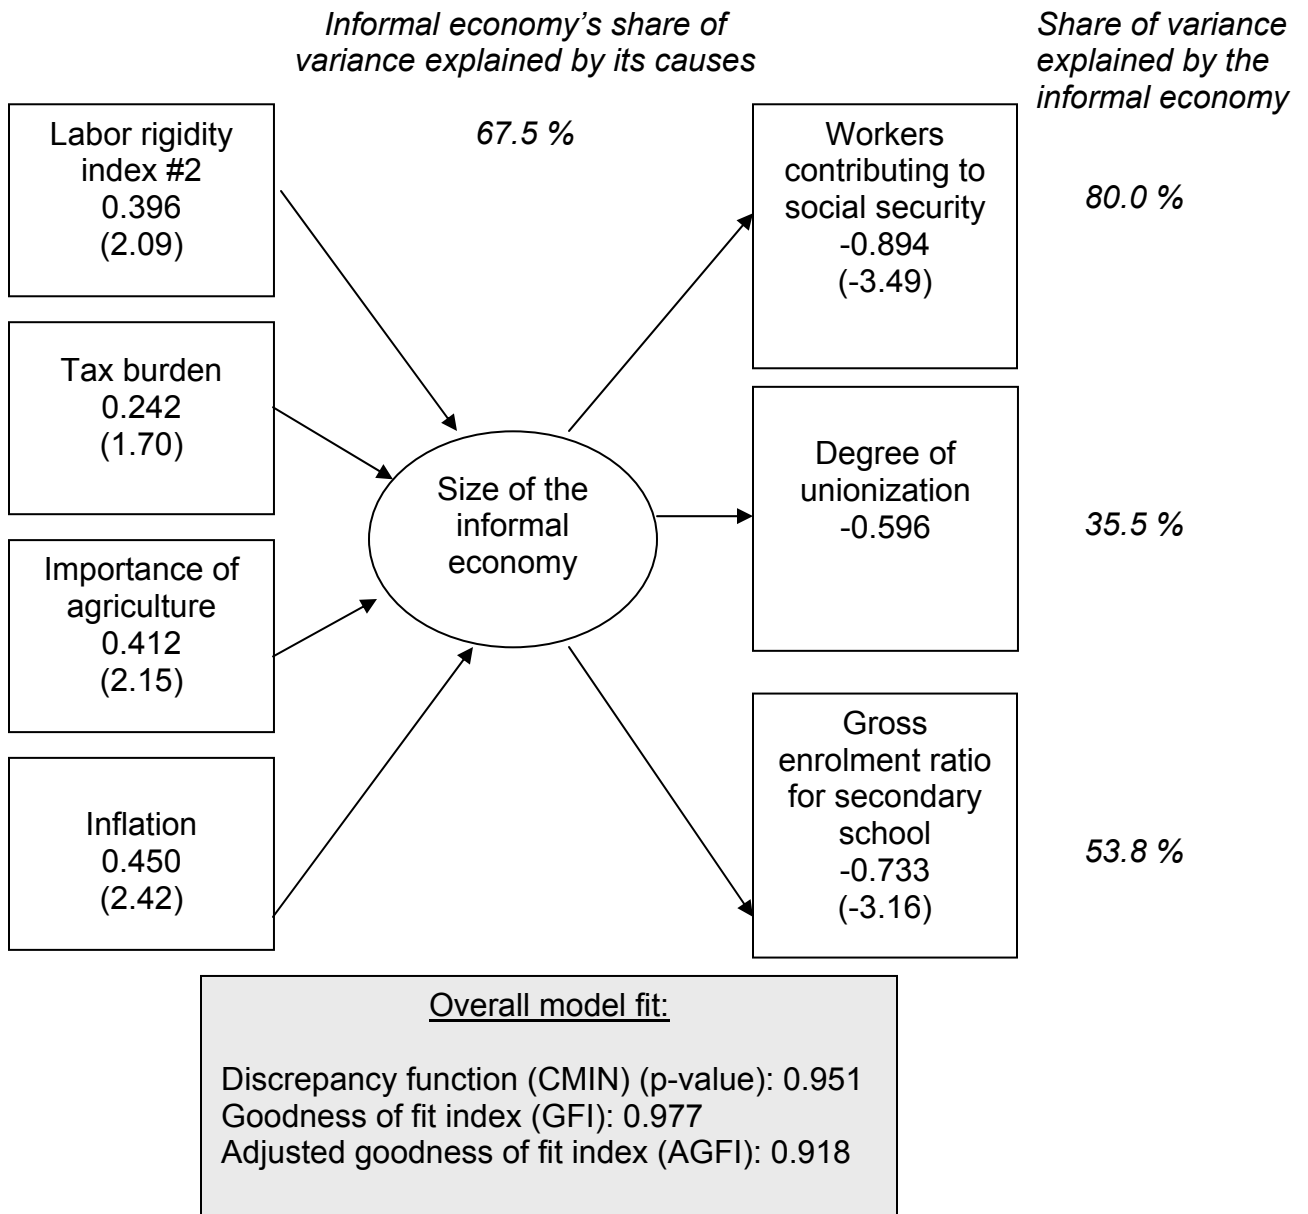 Informal economy’s share of
variance explained by its causes
67.5 %
Share of variance
explained by the
informal economy
Labor rigidity
index #2
0.396
(2.09)
Tax burden
0.242
(1.70)
Importance of
agriculture
0.412
(2.15)
Inflation
0.450
(2.42)
Size of the
informal
economy
Workers
contributing to
social security
-0.894
(-3.49)
80.0 %
Degree of
unionization
-0.596
35.5 %
Gross
enrolment ratio
for secondary
school
-0.733
(-3.16)
53.8 %
Overall model fit:
Discrepancy function (CMIN) (p-value): 0.951
Goodness of fit index (GFI): 0.977
Adjusted goodness of fit index (AGFI): 0.918